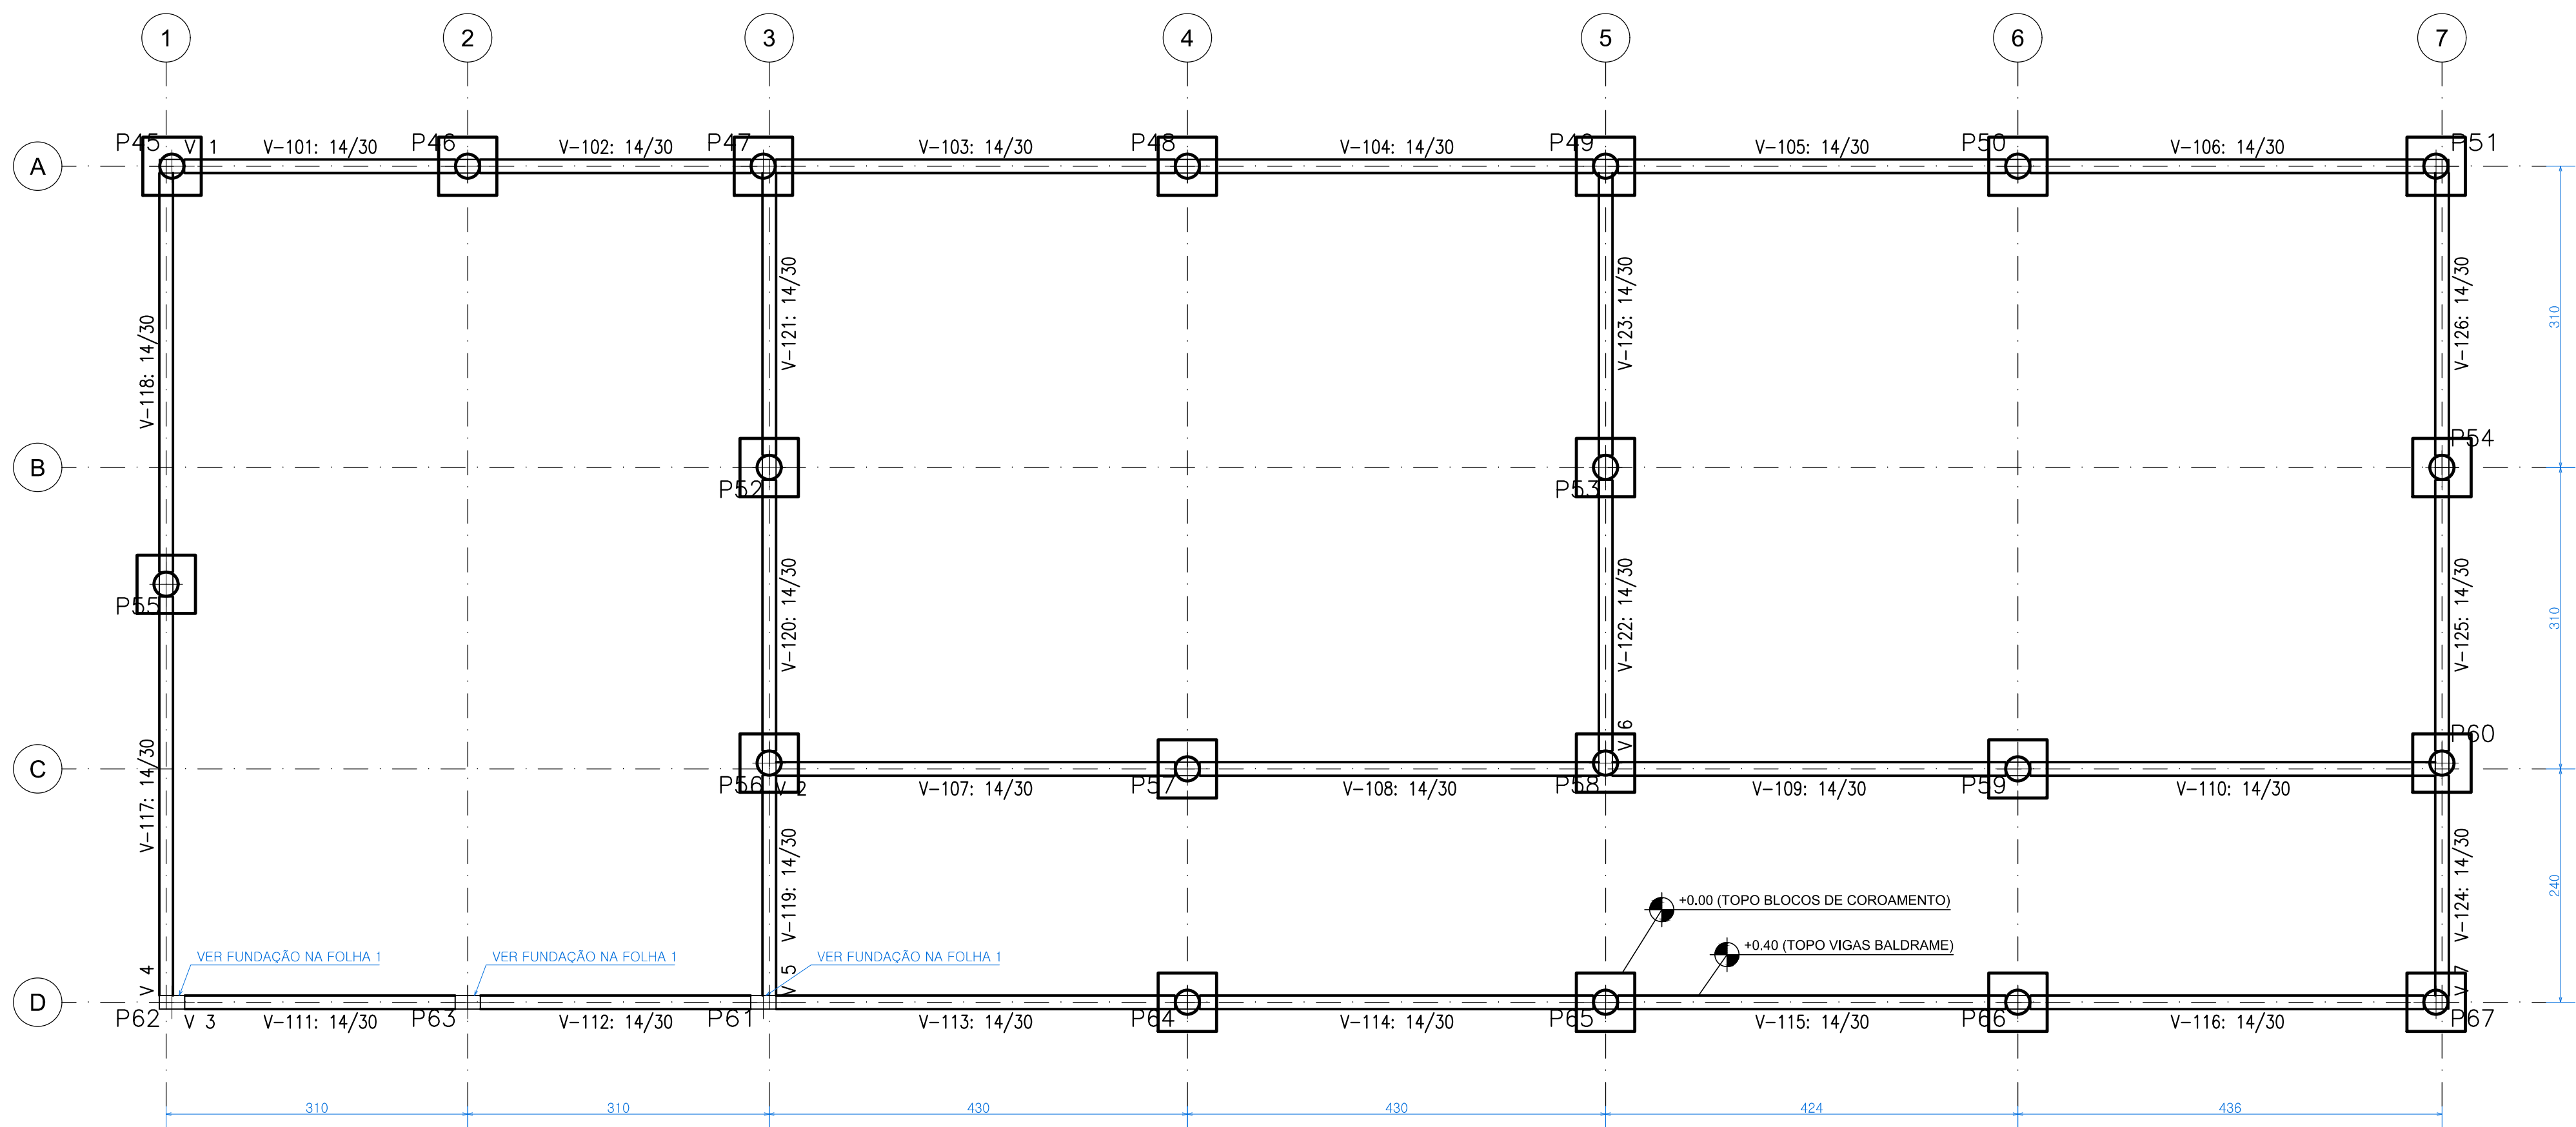 1 2 3 4 5 6 7
A
P45 V 1 V-101: 14/30 P46 V-102: 14/30 P47 V-103: 14/30 P48 V-104: 14/30 P49 V-105: 14/30 P50 V-106: 14/30 P51
V-118: 14/30
V-121: 14/30
V-123: 14/30
V-126: 14/30
310
B
P52
P53
P54
P55
V-120: 14/30
V-122: 14/30
V-125: 14/30
310
V 6
C
P56 V 2 V-107: 14/30 P57 V-108: 14/30 P58 V-109: 14/30 P59 V-110: 14/30 P60
V-117: 14/30
V-119: 14/30
V-124: 14/30
240
+0.00 (TOPO BLOCOS DE COROAMENTO)
+0.40 (TOPO VIGAS BALDRAME)
VER FUNDAÇÃO NA FOLHA 1
VER FUNDAÇÃO NA FOLHA 1
VER FUNDAÇÃO NA FOLHA 1
V 4
V 5
V 7
D
P62 V 3 V-111: 14/30 P63 V-112: 14/30 P61 V-113: 14/30 P64 V-114: 14/30 P65 V-115: 14/30 P66 V-116: 14/30 P67
310 310 430 430 424 436